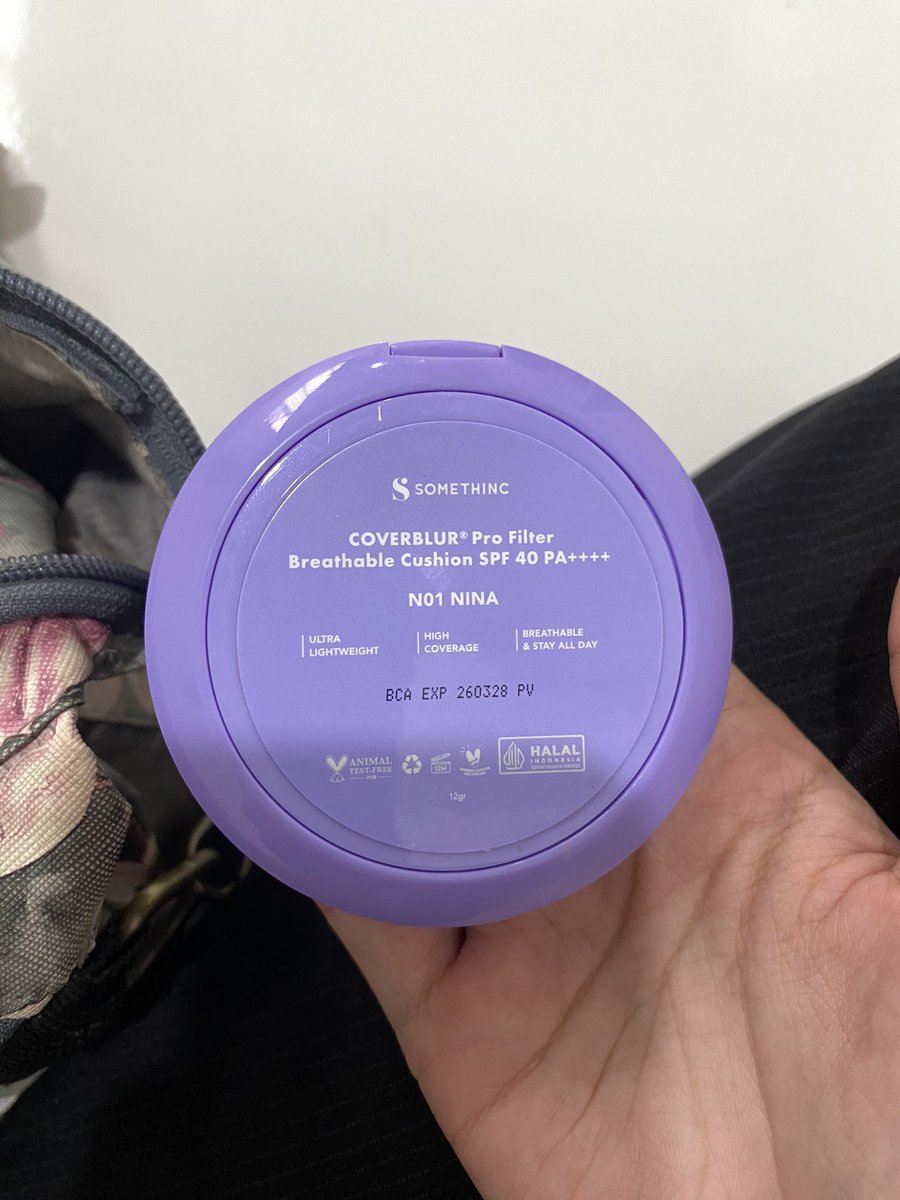 SOMETHINC
COVERBLUR® Pro Filter
Breathable Cushion SPF 40 PA++++
N01 NINA
ULTRA
LIGHTWEIGHT
HIGH
COVERAGE
BREATHABLE
& STAY ALL DAY
BCA EXP 260328 PV
ANIMAL
TEST-FREE
12M
HALAL
INDONESIA
12gr